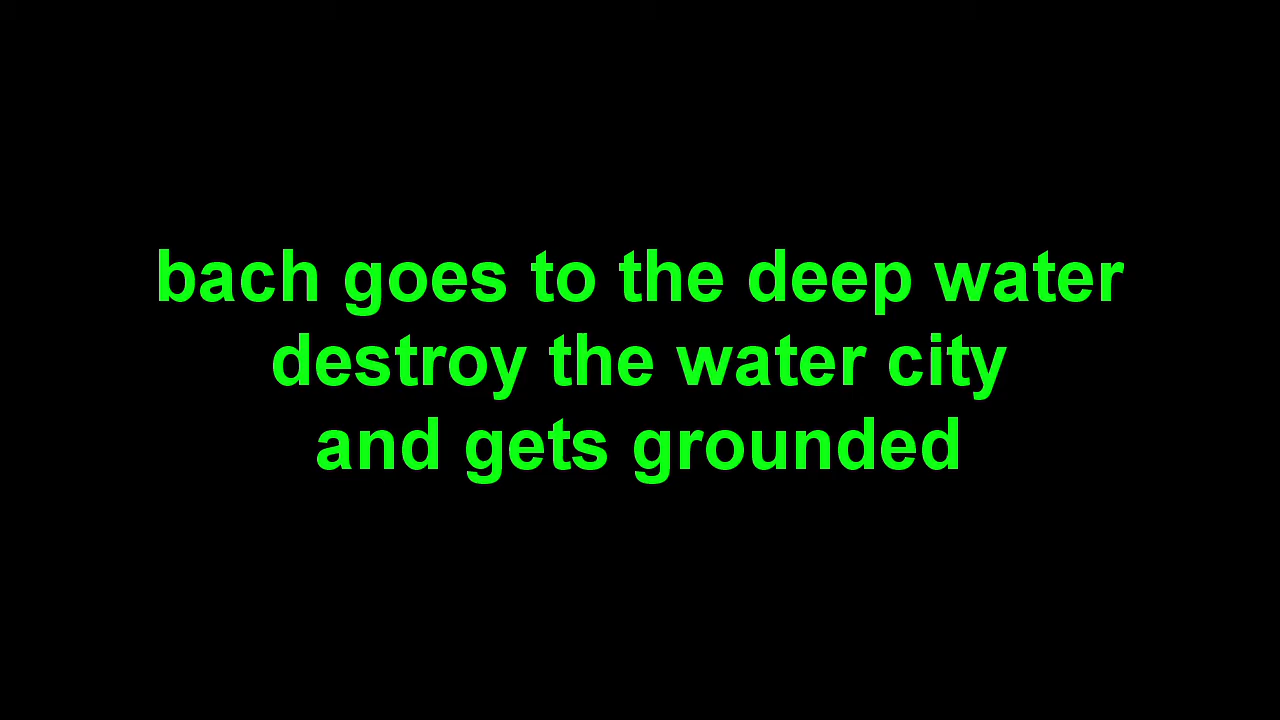 bach goes to the deep water
destroy the water city
and gets grounded